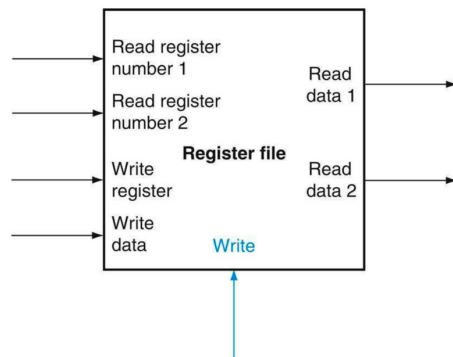 Read register
number 1
Read register
number 2
Write
register
Write
data
Register file
Write
Read
data 1
Read
data 2